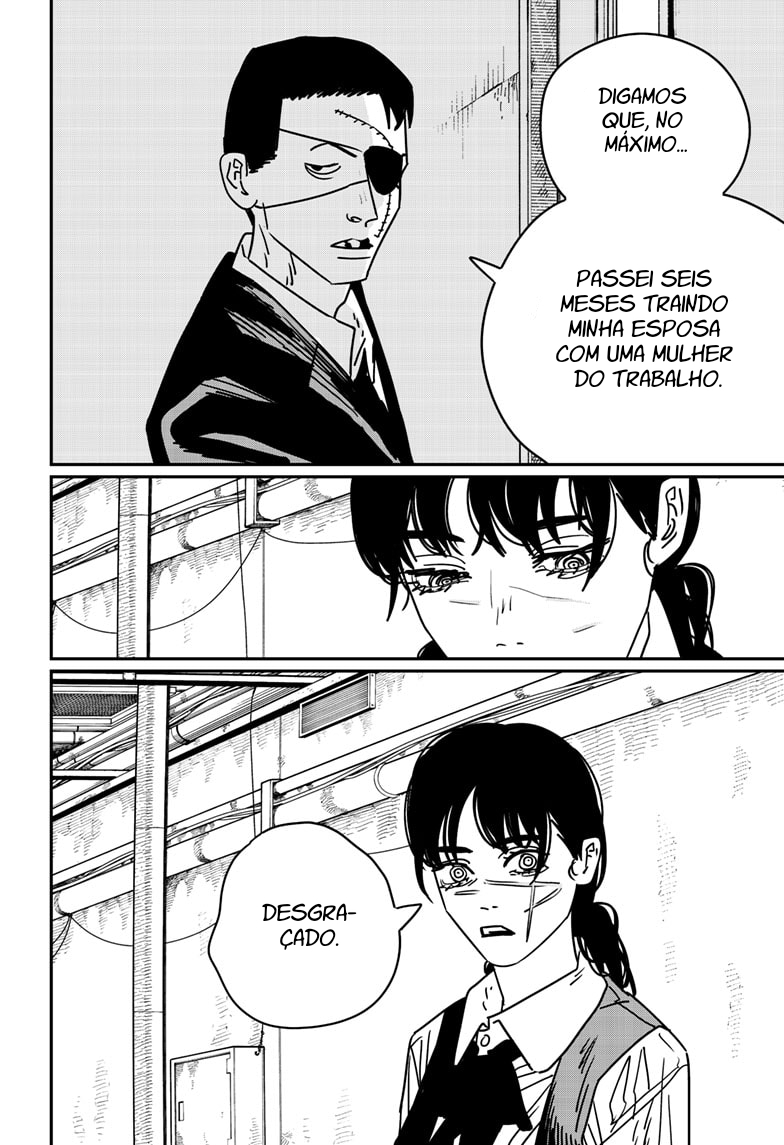 DIGAMOS
QUE, NO
MÁXIMO...
PASSEI SEIS
MESES TRAINDO
MINHA ESPOSA
COM UMA MULHER
DO TRABALHO.
DESGRA-
ÇADO.